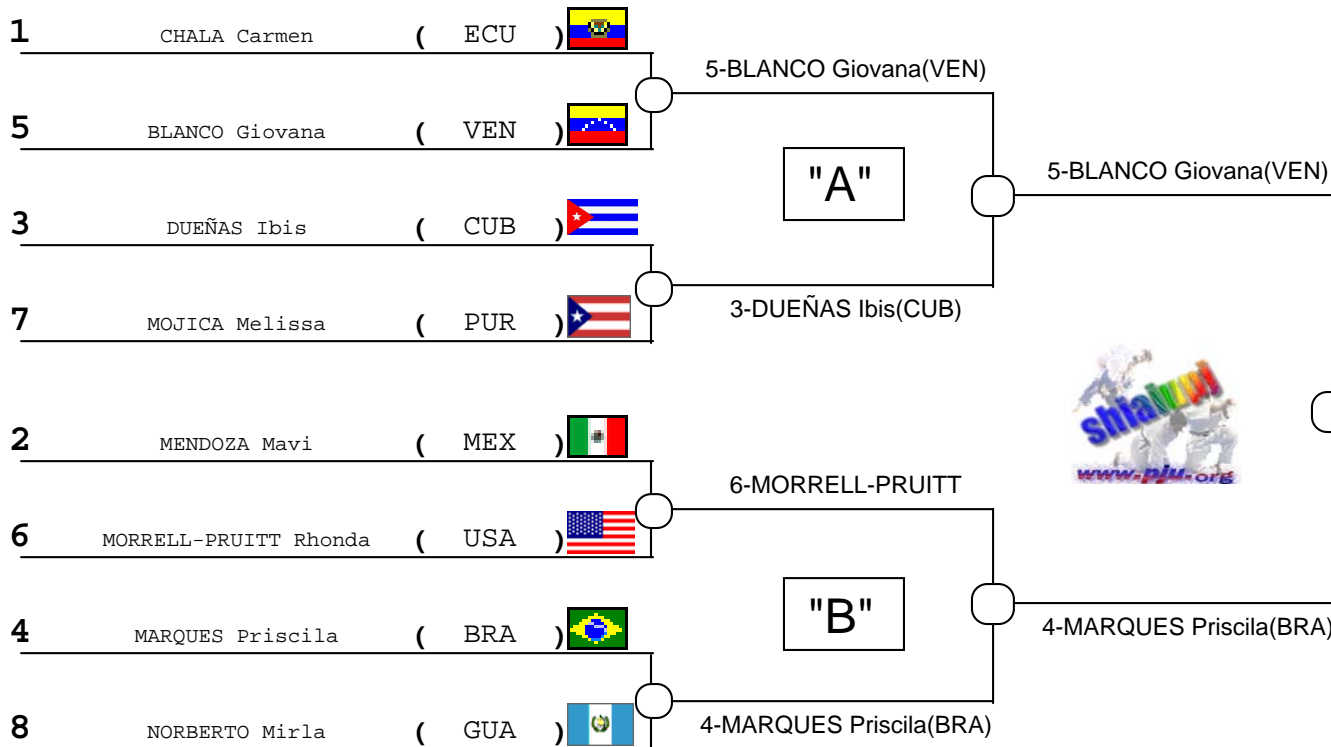 1 CHALA Carmen ( ECU )
5-BLANCO Giovana(VEN)
5 BLANCO Giovana ( VEN )
"A"
5-BLANCO Giovana(VEN)
3 DUEÑAS Ibis ( CUB )
7 MOJICA Melissa ( PUR )
3-DUEÑAS Ibis(CUB)
shiaiwpj
www.pju.org
2 MENDOZA Mavi ( MEX )
6-MORRELL-PRUITT
6 MORRELL-PRUITT Rhonda ( USA )
"B"
4 MARQUES Priscila ( BRA )
4-MARQUES Priscila(BRA)
8 NORBERTO Mirla ( GUA )
4-MARQUES Priscila(BRA)